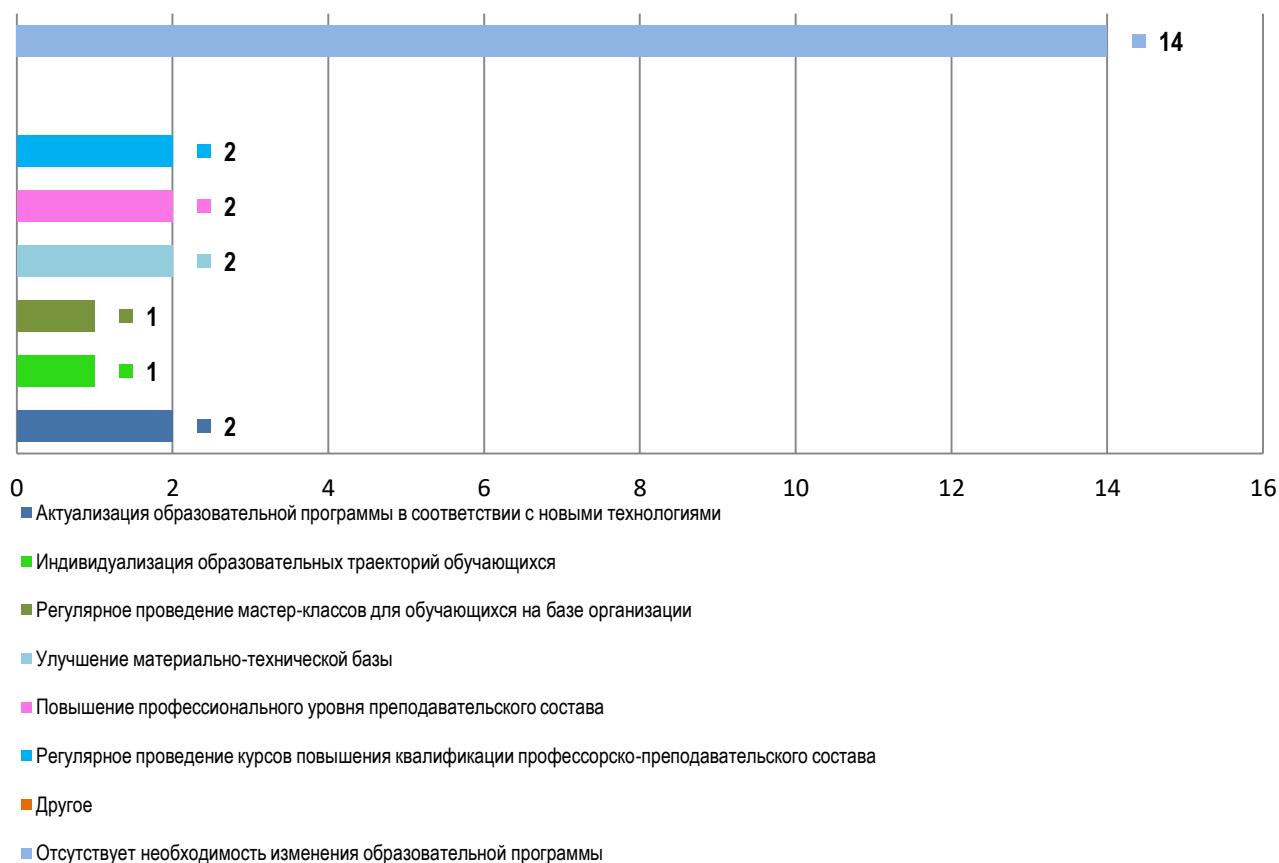 14
2
2
2
1
1
2
0 2 4 6 8 10 12 14 16
Актуализация образовательной программы в соответствии с новыми технологиями
Индивидуализация образовательных траекторий обучающихся
Регулярное проведение мастер-классов для обучающихся на базе организации
Улучшение материально-технической базы
Повышение профессионального уровня преподавательского состава
Регулярное проведение курсов повышения квалификации профессорско-преподавательского состава
Другое
Отсутствует необходимость изменения образовательной программы